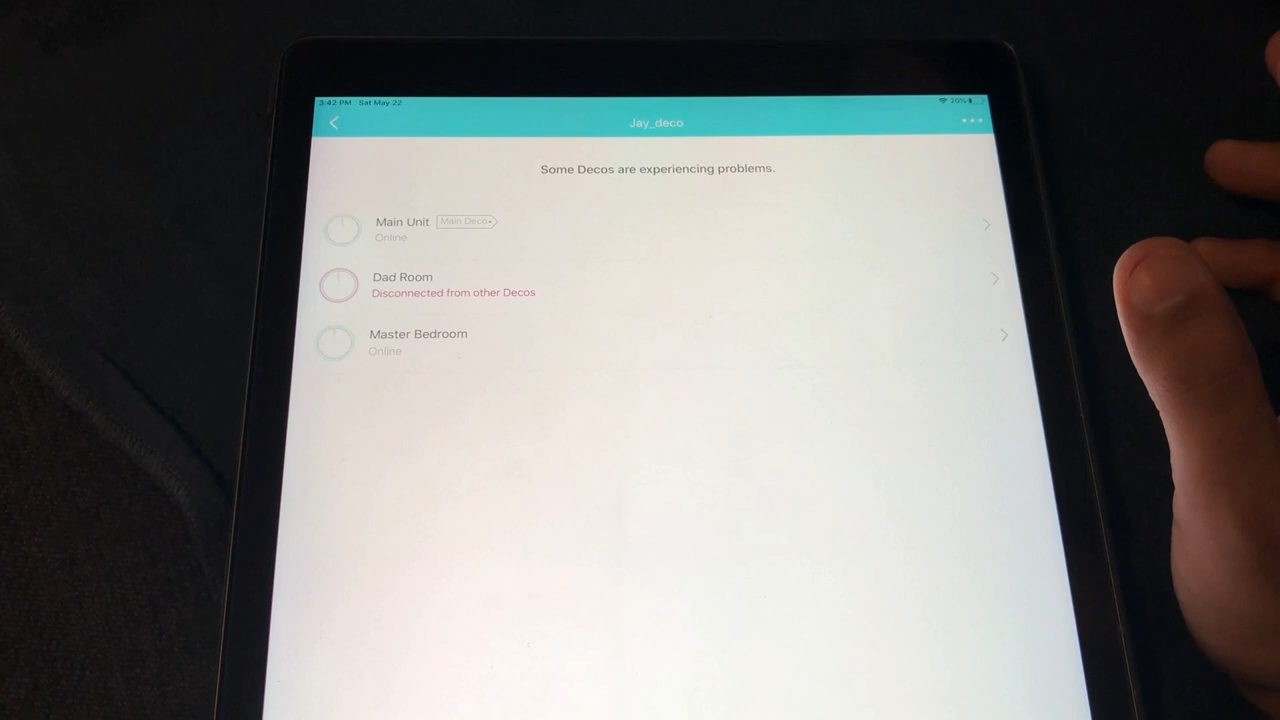 3:42 PM Sat May 22
20%
Jay_deco
Some Decos are experiencing problems.
Main Unit Main Deco
Online
Dad Room
Disconnected from other Decos
Master Bedroom
Online